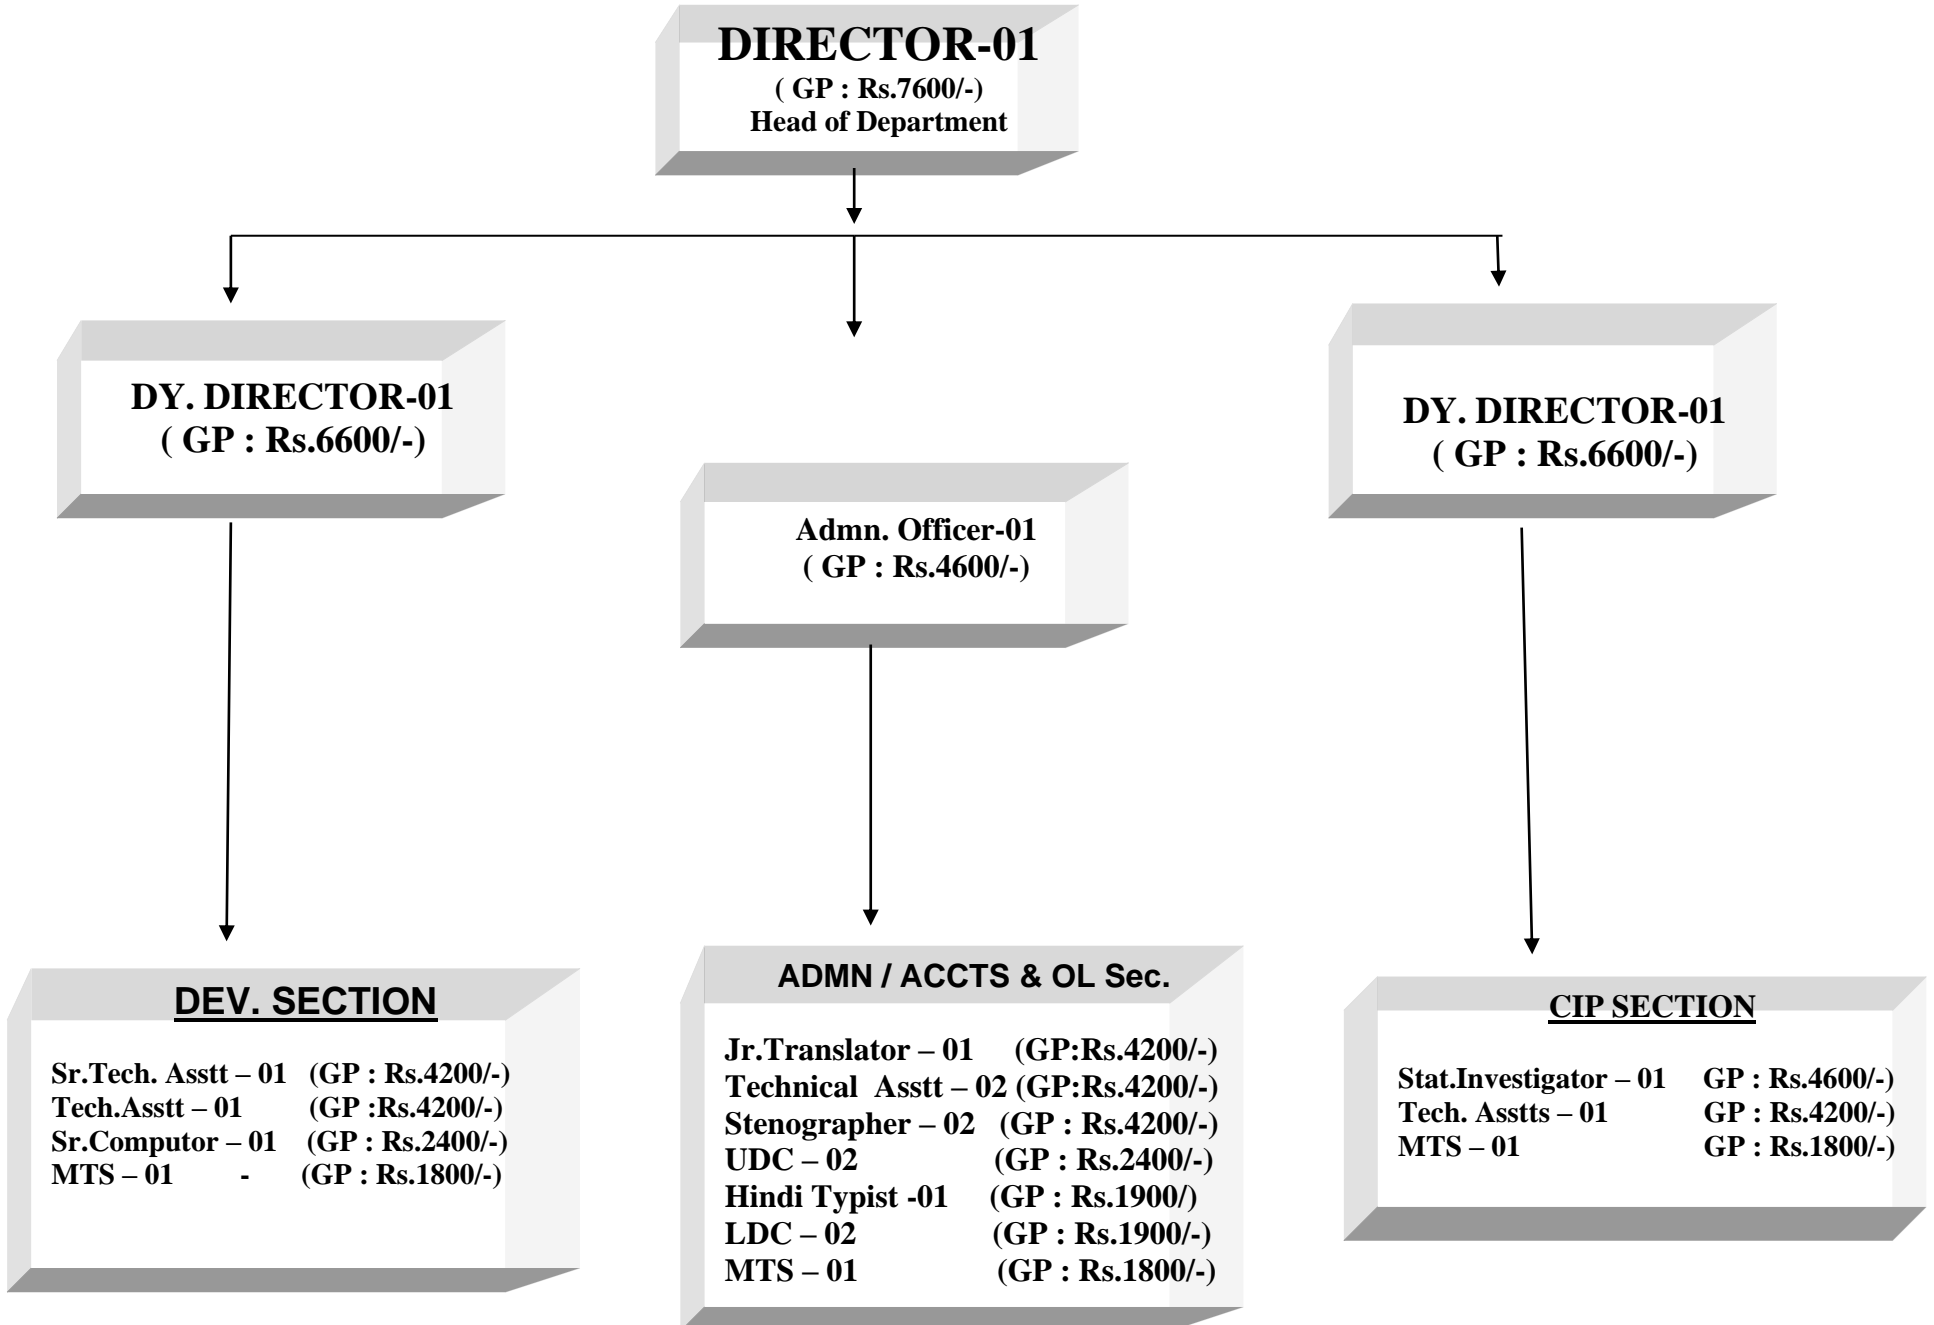 DIRECTOR-01
( GP : Rs.7600/-)
Head of Department
DY. DIRECTOR-01
( GP : Rs.6600/-)
Admn. Officer-01
( GP : Rs.4600/-)
DY. DIRECTOR-01
( GP : Rs.6600/-)
DEV. SECTION
Sr.Tech. Asstt – 01 (GP : Rs.4200/-)
Tech.Asstt – 01 (GP :Rs.4200/-)
Sr.Computor – 01 (GP : Rs.2400/-)
MTS – 01 - (GP : Rs.1800/-)
ADMN / ACCTS & OL Sec.
Jr.Translator – 01 (GP:Rs.4200/-)
Technical Asstt – 02 (GP:Rs.4200/-)
Stenographer – 02 (GP : Rs.4200/-)
UDC – 02 (GP : Rs.2400/-)
Hindi Typist -01 (GP : Rs.1900/)
LDC – 02 (GP : Rs.1900/-)
MTS – 01 (GP : Rs.1800/-)
CIP SECTION
Stat.Investigator – 01 GP : Rs.4600/-)
Tech. Asstts – 01 GP : Rs.4200/-)
MTS – 01 GP : Rs.1800/-)